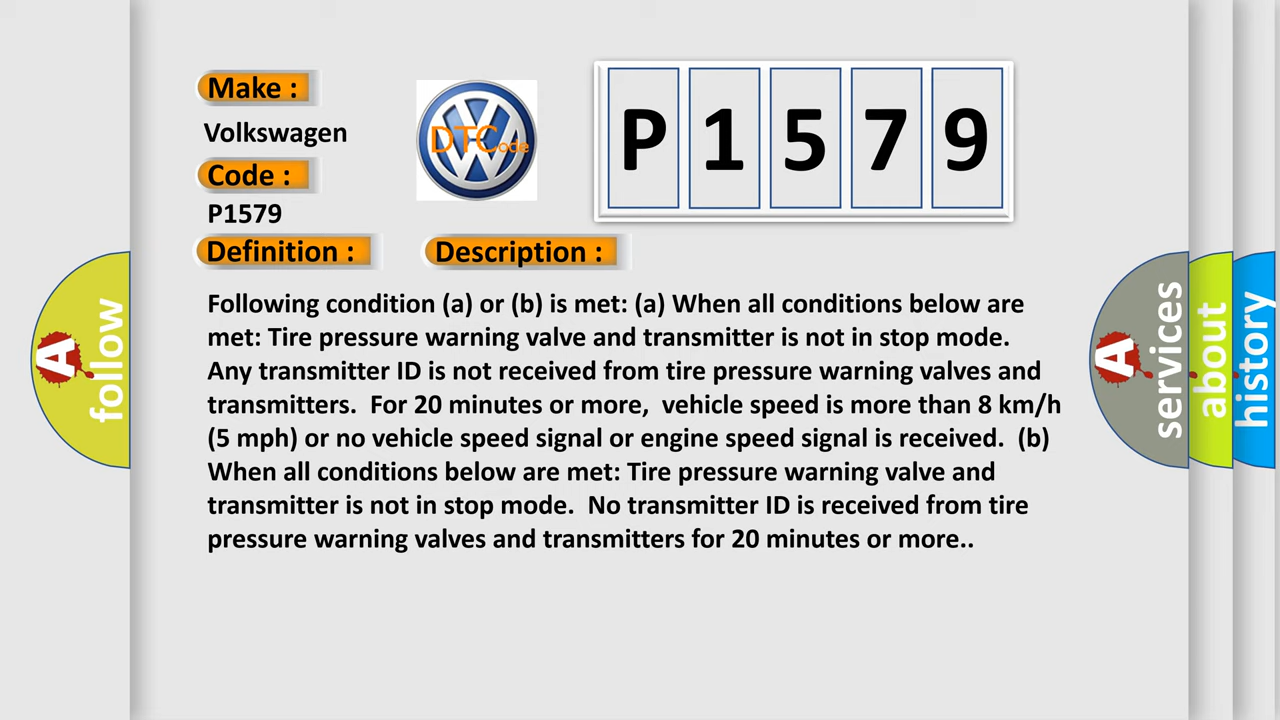 Make :
Volkswagen
Code :
P1579
Definition :
Description :
DTCode
P1579
Following condition (a) or (b) is met: (a) When all conditions below are
met: Tire pressure warning valve and transmitter is not in stop mode.
Any transmitter ID is not received from tire pressure warning valves and
transmitters. For 20 minutes or more, vehicle speed is more than 8 km/h
(5 mph) or no vehicle speed signal or engine speed signal is received. (b)
When all conditions below are met: Tire pressure warning valve and
transmitter is not in stop mode. No transmitter ID is received from tire
pressure warning valves and transmitters for 20 minutes or more..
A follow
A services
about
history